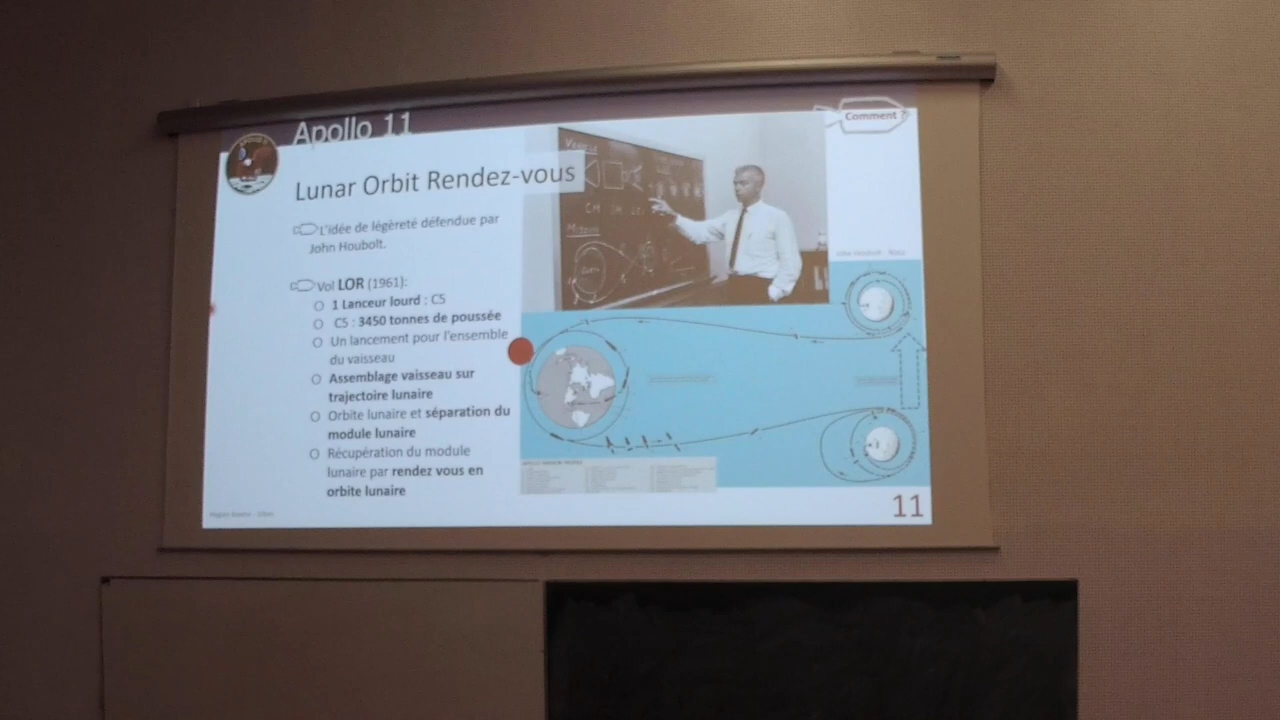 Apollo 11
Comment ?
Lunar Orbit Rendez-vous
L'idée de légèreté défendue par
John Houbolt.
Vol LOR (1961):
1 Lanceur lourd : C5
C5 : 3450 tonnes de poussée
Un lancement pour l'ensemble
du vaisseau
Assemblage vaisseau sur
trajectoire lunaire
Orbite lunaire et séparation du
module lunaire
Récupération du module
lunaire par rendez vous en
orbite lunaire
John Houbolt
11